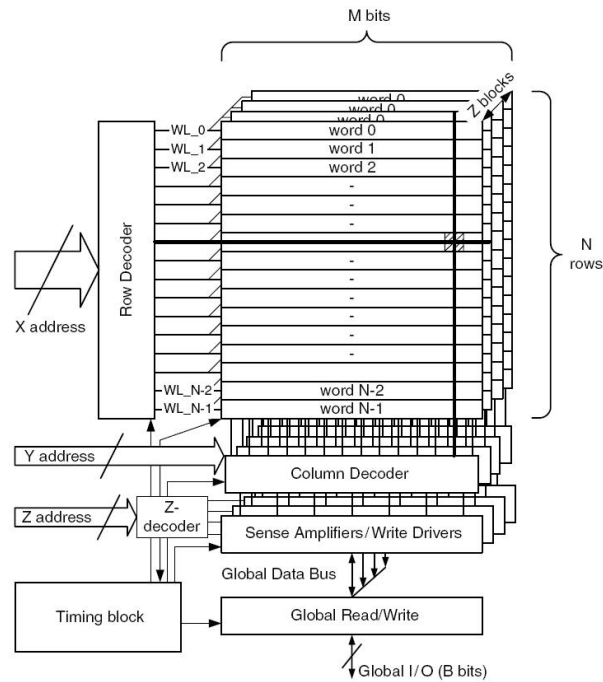 M bits
word 0
word 0
word 0
Z blocks
WL_0
word 0
WL_1
word 1
WL_2
word 2
-
-
-
-
-
-
-
-
-
N
rows
Row Decoder
X address
WL_N-2
word N-2
WL_N-1
word N-1
Y address
Column Decoder
Z address
Z-
decoder
Sense Amplifiers/Write Drivers
Global Data Bus
Timing block
Global Read/Write
Global I/O (B bits)